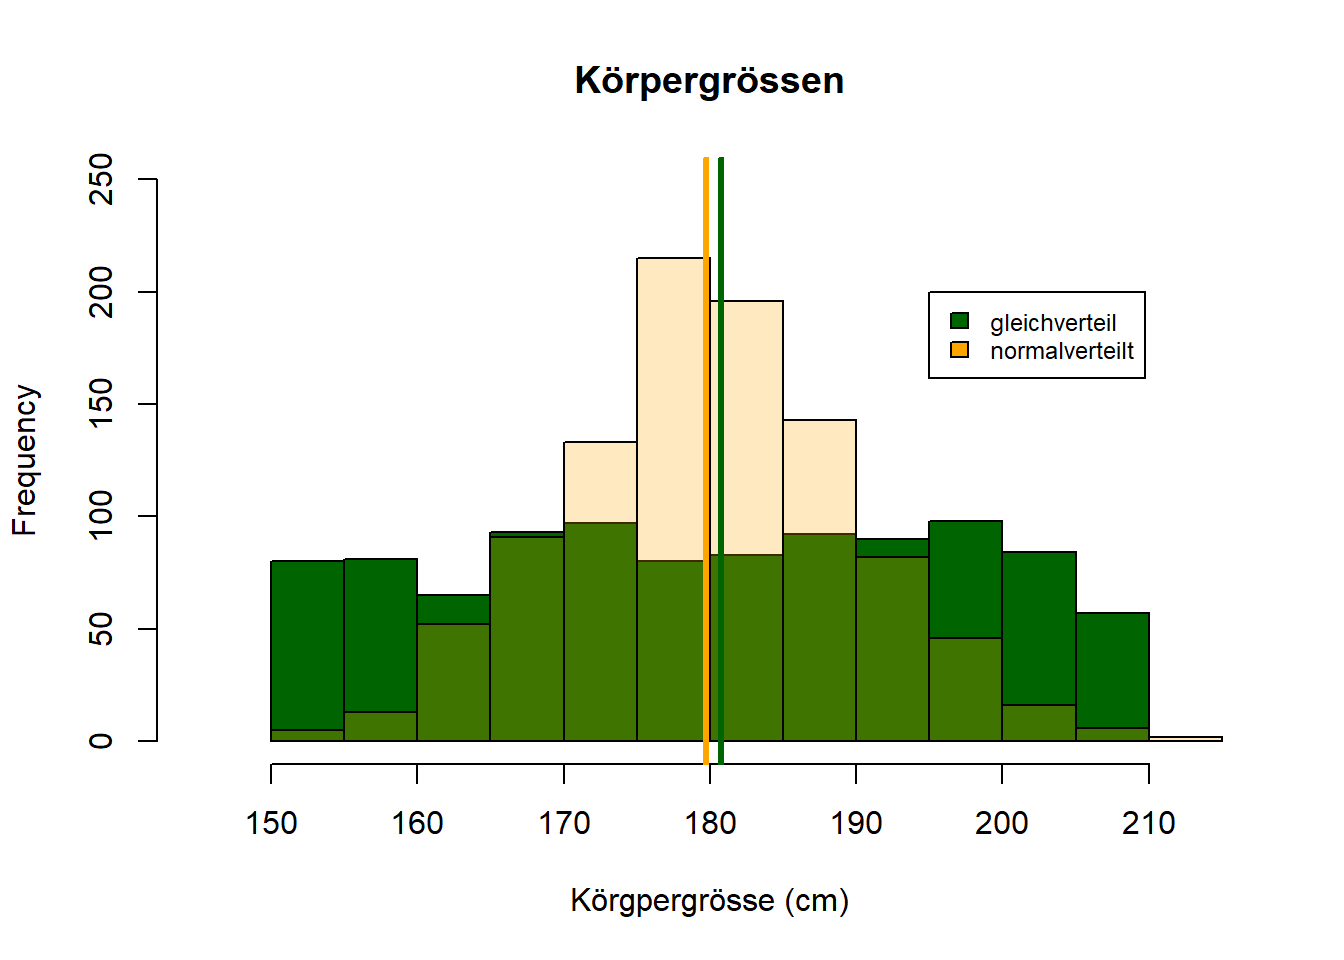 Körpergrössen
250
200
150
100
50
0
Frequency
gleichverteil
normalverteilt
150 160 170 180 190 200 210
Körgpergrösse (cm)